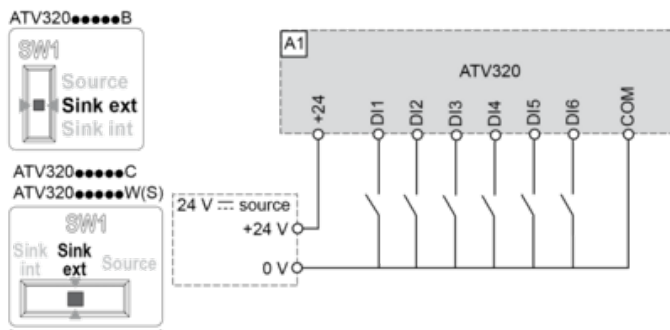 ATV320●●●●●B
SW1
Source
Sink ext
Sink int
ATV320●●●●●C
ATV320●●●●●W(S)
SW1
Sink int
Sink ext
Source
A1
ATV320
+24
DI1
DI2
DI3
DI4
DI5
DI6
COM
24 V ⎓ source
+24 V
0 V